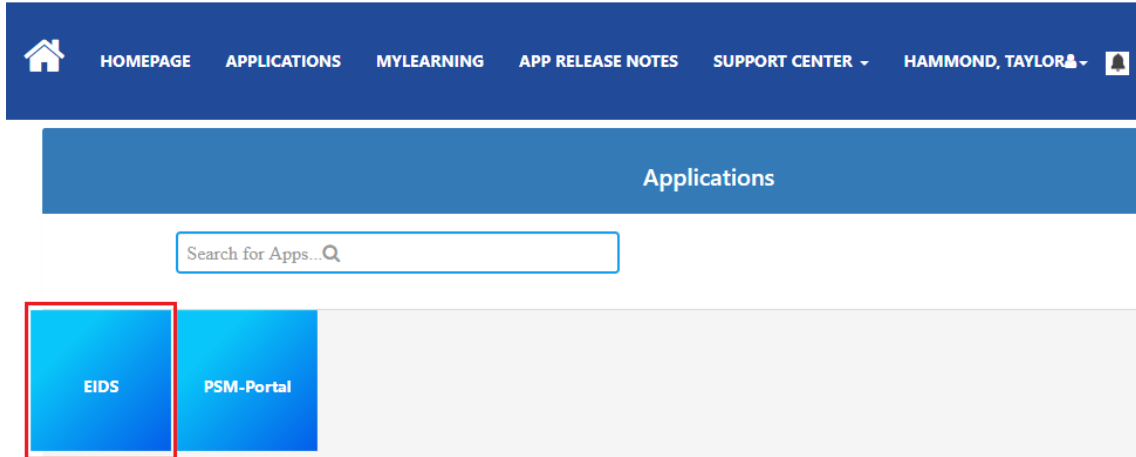 HOMEPAGE APPLICATIONS MYLEARNING APP RELEASE NOTES SUPPORT CENTER HAMMOND, TAYLOR
Applications
Search for Apps...
EIDS PSM-Portal